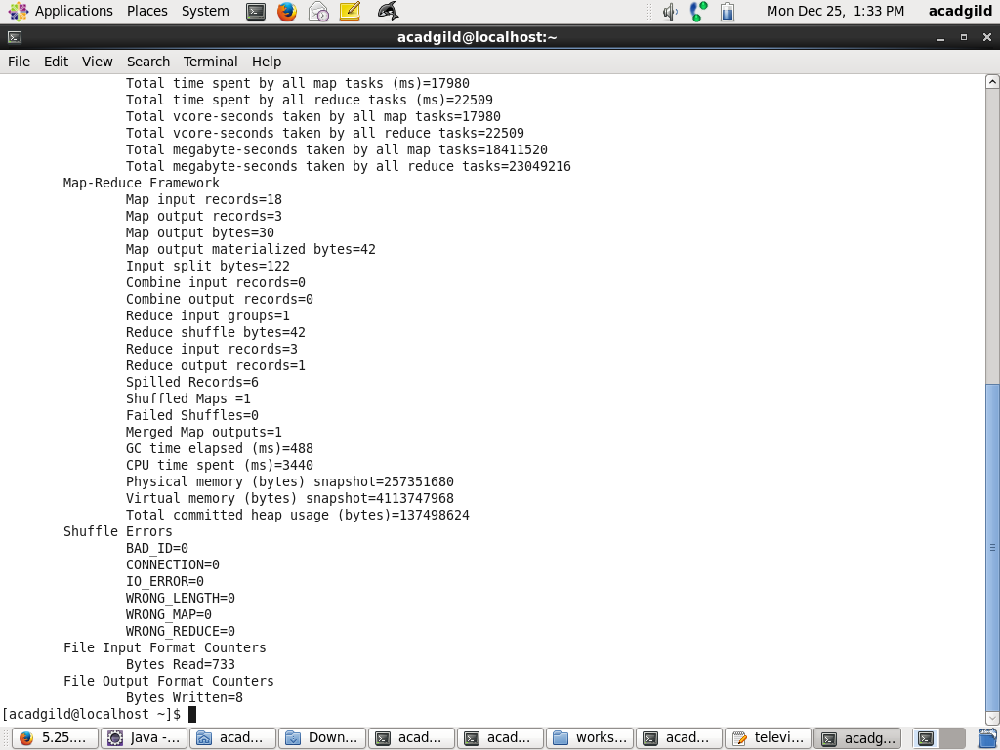 Applications Places System Mon Dec 25, 1:33 PM acadgild
acadgild@localhost:~
File Edit View Search Terminal Help
Total time spent by all map tasks (ms)=17980
Total time spent by all reduce tasks (ms)=22509
Total vcore-seconds taken by all map tasks=17980
Total vcore-seconds taken by all reduce tasks=22509
Total megabyte-seconds taken by all map tasks=18411520
Total megabyte-seconds taken by all reduce tasks=23049216
Map-Reduce Framework
Map input records=18
Map output records=3
Map output bytes=30
Map output materialized bytes=42
Input split bytes=122
Combine input records=0
Combine output records=0
Reduce input groups=1
Reduce shuffle bytes=42
Reduce input records=3
Reduce output records=1
Spilled Records=6
Shuffled Maps =1
Failed Shuffles=0
Merged Map outputs=1
GC time elapsed (ms)=488
CPU time spent (ms)=3440
Physical memory (bytes) snapshot=257351680
Virtual memory (bytes) snapshot=4113747968
Total committed heap usage (bytes)=137498624
Shuffle Errors
BAD_ID=0
CONNECTION=0
IO_ERROR=0
WRONG_LENGTH=0
WRONG_MAP=0
WRONG_REDUCE=0
File Input Format Counters
Bytes Read=733
File Output Format Counters
Bytes Written=8
[acadgild@localhost ~]$
5.25.... Java -... acad... Down... acad... acad... works... acad... televi... acadg...